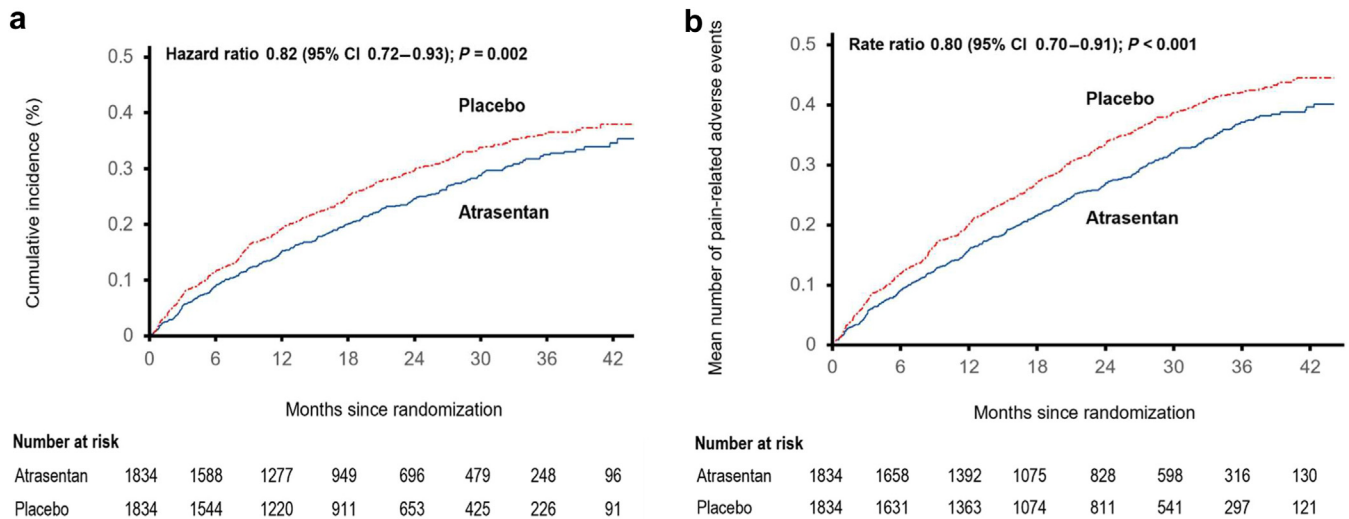 a
Hazard ratio 0.82 (95% CI 0.72–0.93); P = 0.002
Cumulative incidence (%)
0.5
0.4
0.3
0.2
0.1
0
Placebo
Atrasentan
0 6 12 18 24 30 36 42
Months since randomization
Number at risk
Atrasentan 1834 1588 1277 949 696 479 248 96
Placebo 1834 1544 1220 911 653 425 226 91
b
Rate ratio 0.80 (95% CI 0.70–0.91); P < 0.001
Mean number of pain-related adverse events
0.5
0.4
0.3
0.2
0.1
0
Placebo
Atrasentan
0 6 12 18 24 30 36 42
Months since randomization
Number at risk
Atrasentan 1834 1658 1392 1075 828 598 316 130
Placebo 1834 1631 1363 1074 811 541 297 121